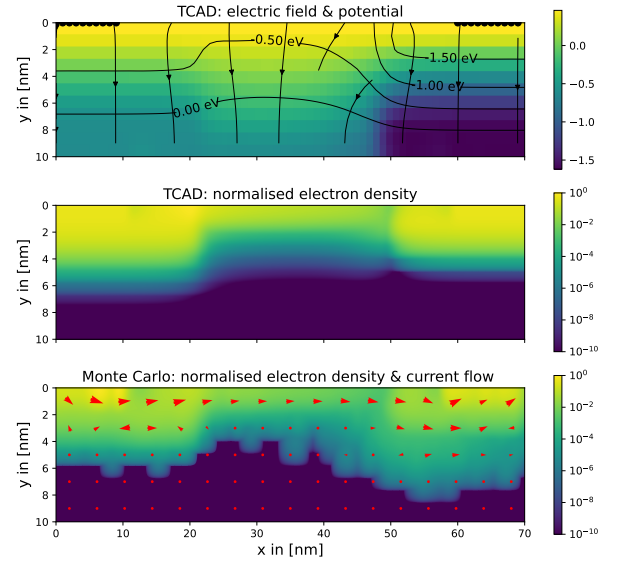 TCAD: electric field & potential
0
2
4
6
8
10
y in [nm]
-0.50 eV
-1.50 eV
-1.00 eV
0.00 eV
0.0
−0.5
−1.0
−1.5
TCAD: normalised electron density
0
2
4
6
8
10
y in [nm]
10⁰
10⁻²
10⁻⁴
10⁻⁶
10⁻⁸
10⁻¹⁰
Monte Carlo: normalised electron density & current flow
0
2
4
6
8
10
y in [nm]
0 10 20 30 40 50 60 70
x in [nm]
10⁰
10⁻²
10⁻⁴
10⁻⁶
10⁻⁸
10⁻¹⁰